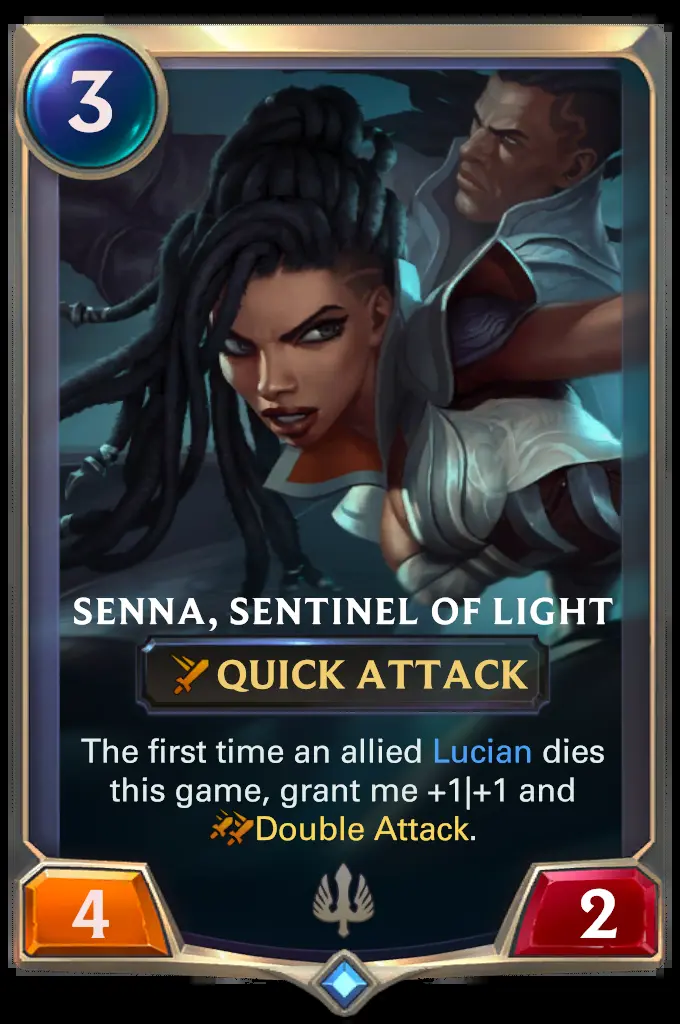 3
SENNA, SENTINEL OF LIGHT
QUICK ATTACK
The first time an allied Lucian dies
this game, grant me +1|+1 and
Double Attack.
4
2